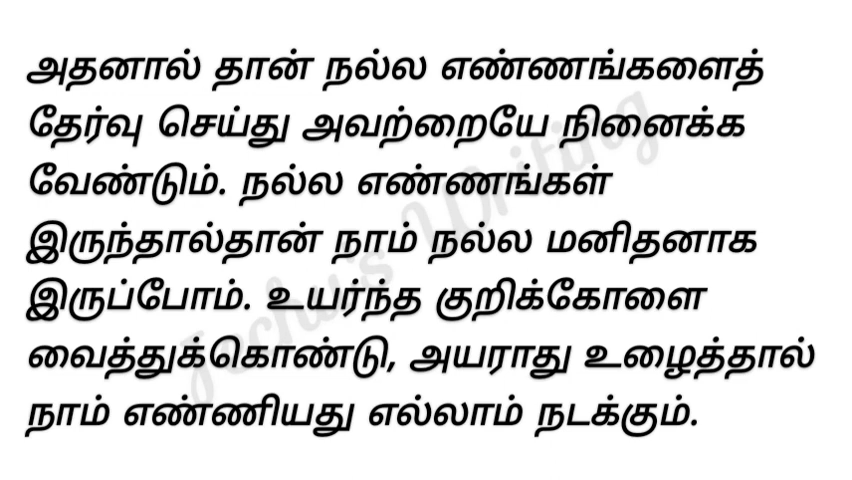 அதனால் தான் நல்ல எண்ணங்களைத்
தேர்வு செய்து அவற்றையே நினைக்க
வேண்டும். நல்ல எண்ணங்கள்
இருந்தால்தான் நாம் நல்ல மனிதனாக
இருப்போம். உயர்ந்த குறிக்கோளை
வைத்துக்கொண்டு, அயராது உழைத்தால்
நாம் எண்ணியது எல்லாம் நடக்கும்.